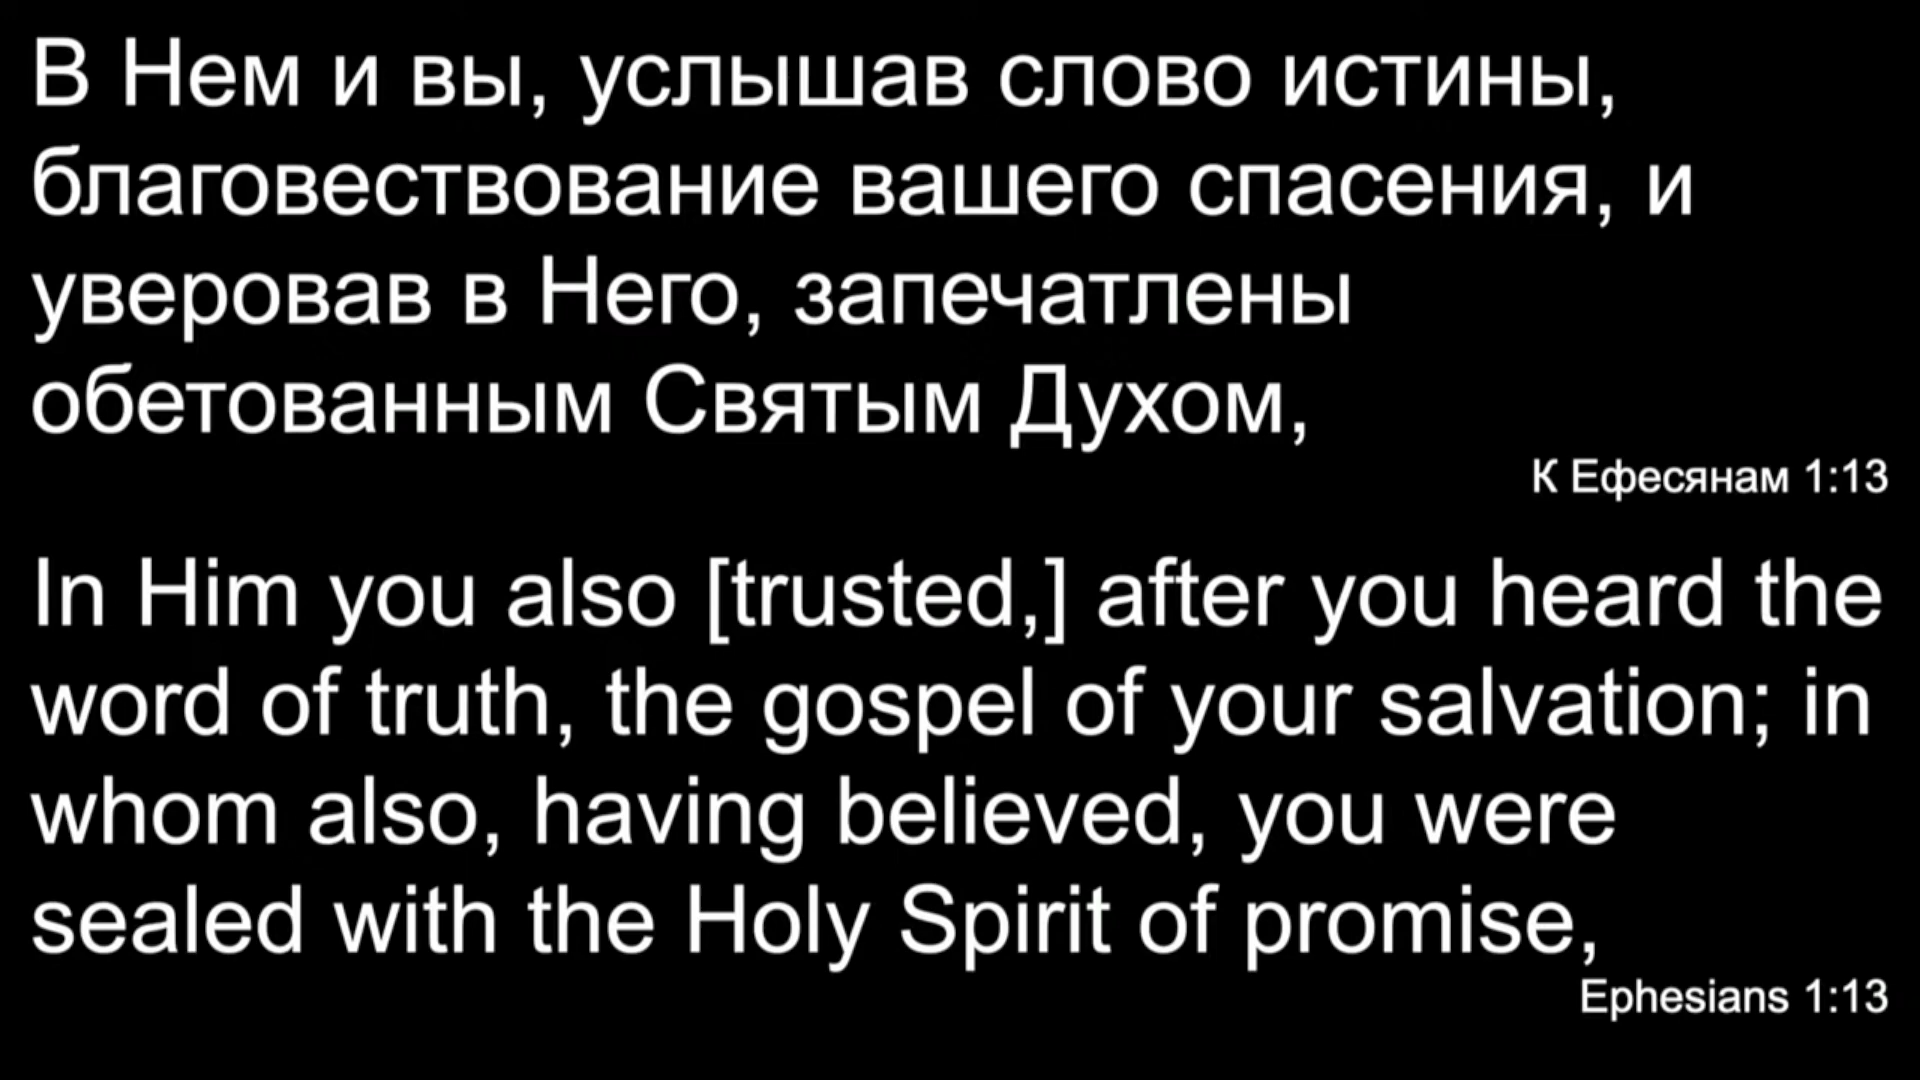 В Нем и вы, услышав слово истины,
благовествование вашего спасения, и
уверовав в Него, запечатлены
обетованным Святым Духом,
К Ефесянам 1:13
In Him you also [trusted,] after you heard the
word of truth, the gospel of your salvation; in
whom also, having believed, you were
sealed with the Holy Spirit of promise,
Ephesians 1:13